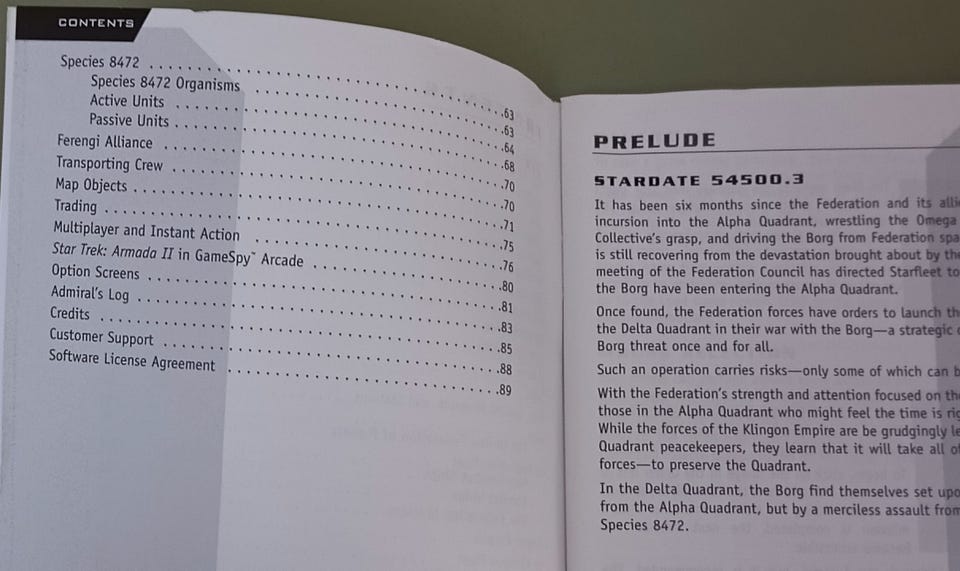 CONTENTS
Species 8472 . . . . . . . . . . . . . . . . . . . . .63
Species 8472 Organisms . . . . . . . . . . . . . . . . . . . . .63
Active Units . . . . . . . . . . . . . . . . . . . . .64
Passive Units . . . . . . . . . . . . . . . . . . . . .68
Ferengi Alliance . . . . . . . . . . . . . . . . . . . . .70
Transporting Crew . . . . . . . . . . . . . . . . . . . . .70
Map Objects . . . . . . . . . . . . . . . . . . . . .71
Trading . . . . . . . . . . . . . . . . . . . . .75
Multiplayer and Instant Action . . . . . . . . . . . . . . . . . . . . .76
Star Trek: Armada II in GameSpy™ Arcade . . . . . . . . . . . . . . . . . . . . .80
Option Screens . . . . . . . . . . . . . . . . . . . . .81
Admiral's Log . . . . . . . . . . . . . . . . . . . . .83
Credits . . . . . . . . . . . . . . . . . . . . .85
Customer Support . . . . . . . . . . . . . . . . . . . . .88
Software License Agreement . . . . . . . . . . . . . . . . . . . . .89
PRELUDE
STARDATE 54500.3
It has been six months since the Federation and its
incursion into the Alpha Quadrant, wrestling the Omega
Collective's grasp, and driving the Borg from Federation
is still recovering from the devastation brought about by
meeting of the Federation Council has directed Starfleet to
the Borg have been entering the Alpha Quadrant.
Once found, the Federation forces have orders to launch
the Delta Quadrant in their war with the Borg—a strategic
Borg threat once and for all.
Such an operation carries risks—only some of which can
With the Federation's strength and attention focused on
those in the Alpha Quadrant who might feel the time is
While the forces of the Klingon Empire are be grudgingly
Quadrant peacekeepers, they learn that it will take all
forces—to preserve the Quadrant.
In the Delta Quadrant, the Borg find themselves set
from the Alpha Quadrant, but by a merciless assault from
Species 8472.